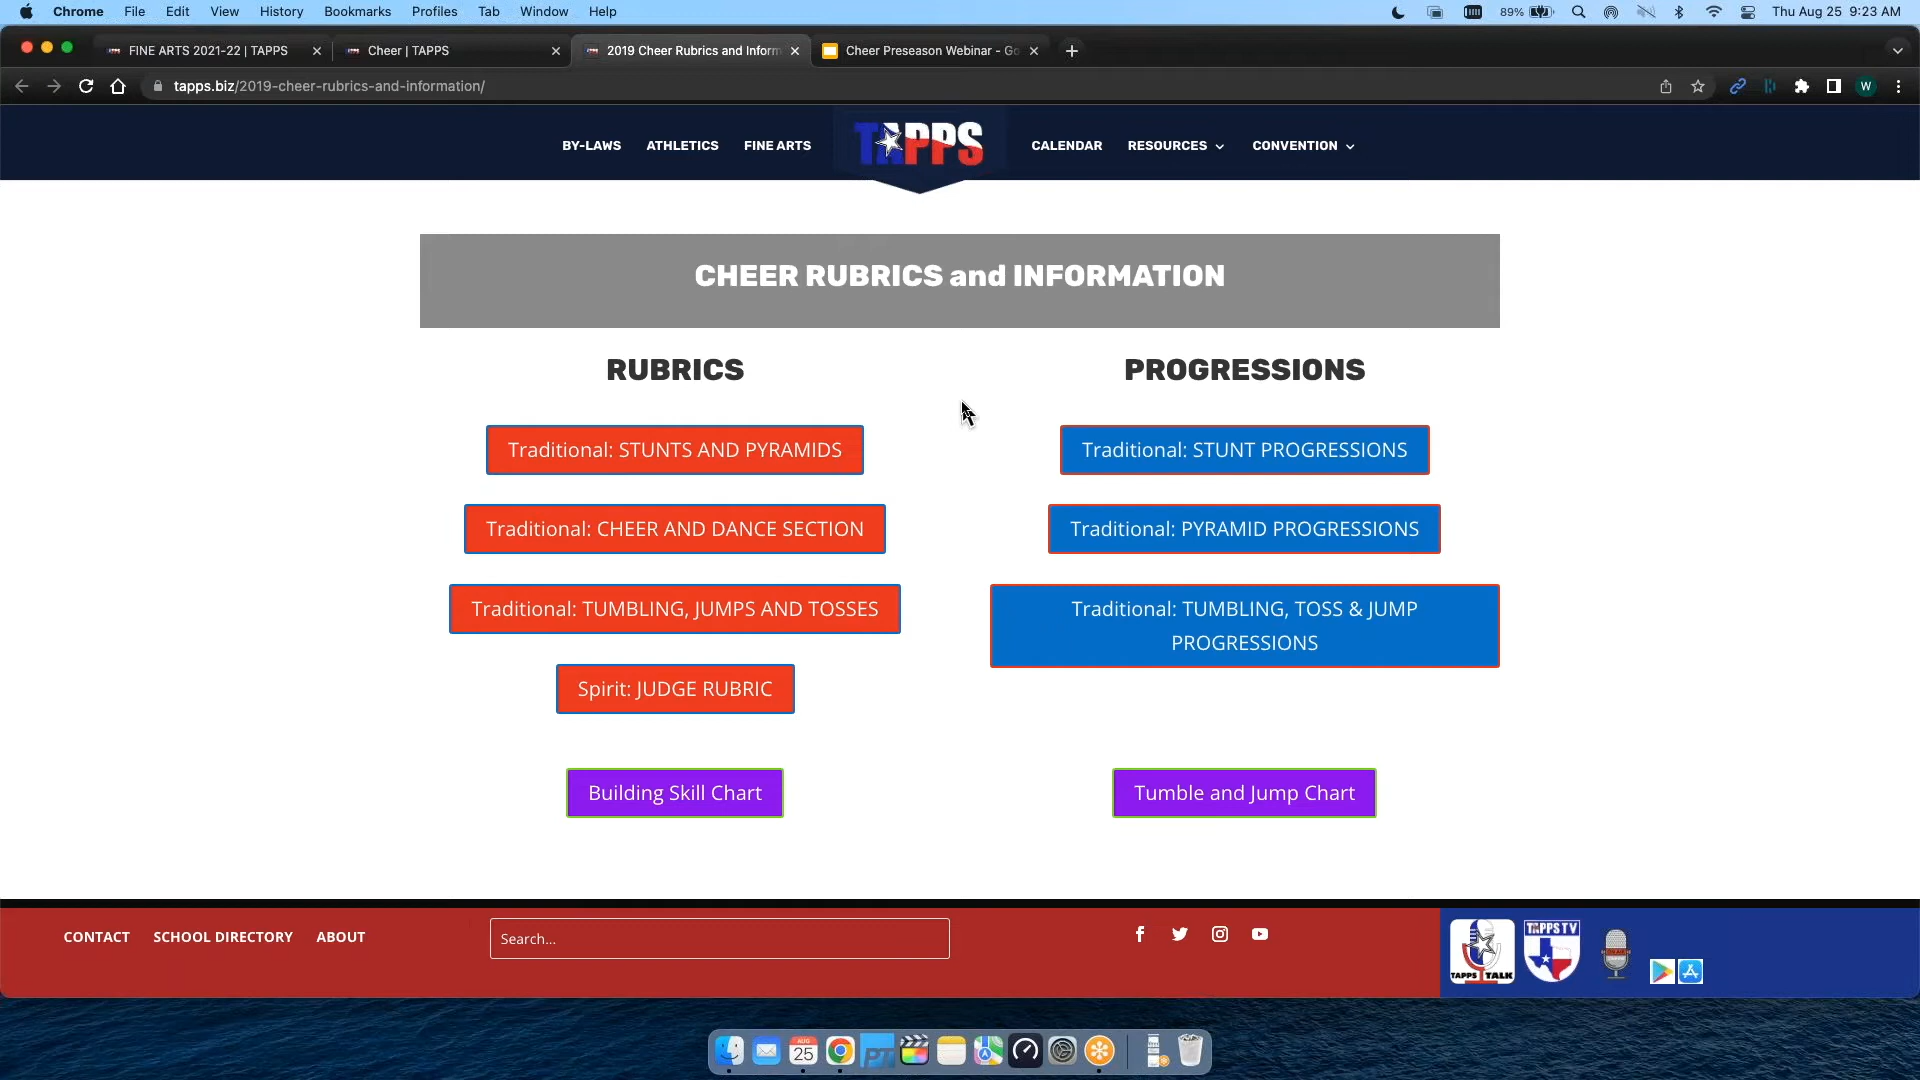 Chrome File Edit View History Bookmarks Profiles Tab Window Help 89% Thu Aug 25 9:23 AM
FINE ARTS 2021-22 | TAPPS Cheer | TAPPS 2019 Cheer Rubrics and Inform Cheer Preseason Webinar - Go
tapps.biz/2019-cheer-rubrics-and-information/ W
BY-LAWS ATHLETICS FINE ARTS TAPPS CALENDAR RESOURCES CONVENTION
CHEER RUBRICS and INFORMATION
RUBRICS
Traditional: STUNTS AND PYRAMIDS
Traditional: CHEER AND DANCE SECTION
Traditional: TUMBLING, JUMPS AND TOSSES
Spirit: JUDGE RUBRIC
Building Skill Chart
PROGRESSIONS
Traditional: STUNT PROGRESSIONS
Traditional: PYRAMID PROGRESSIONS
Traditional: TUMBLING, TOSS & JUMP
PROGRESSIONS
Tumble and Jump Chart
CONTACT SCHOOL DIRECTORY ABOUT
Search...
TAPPS TALK
TAPPS TV
AUG
25
PT